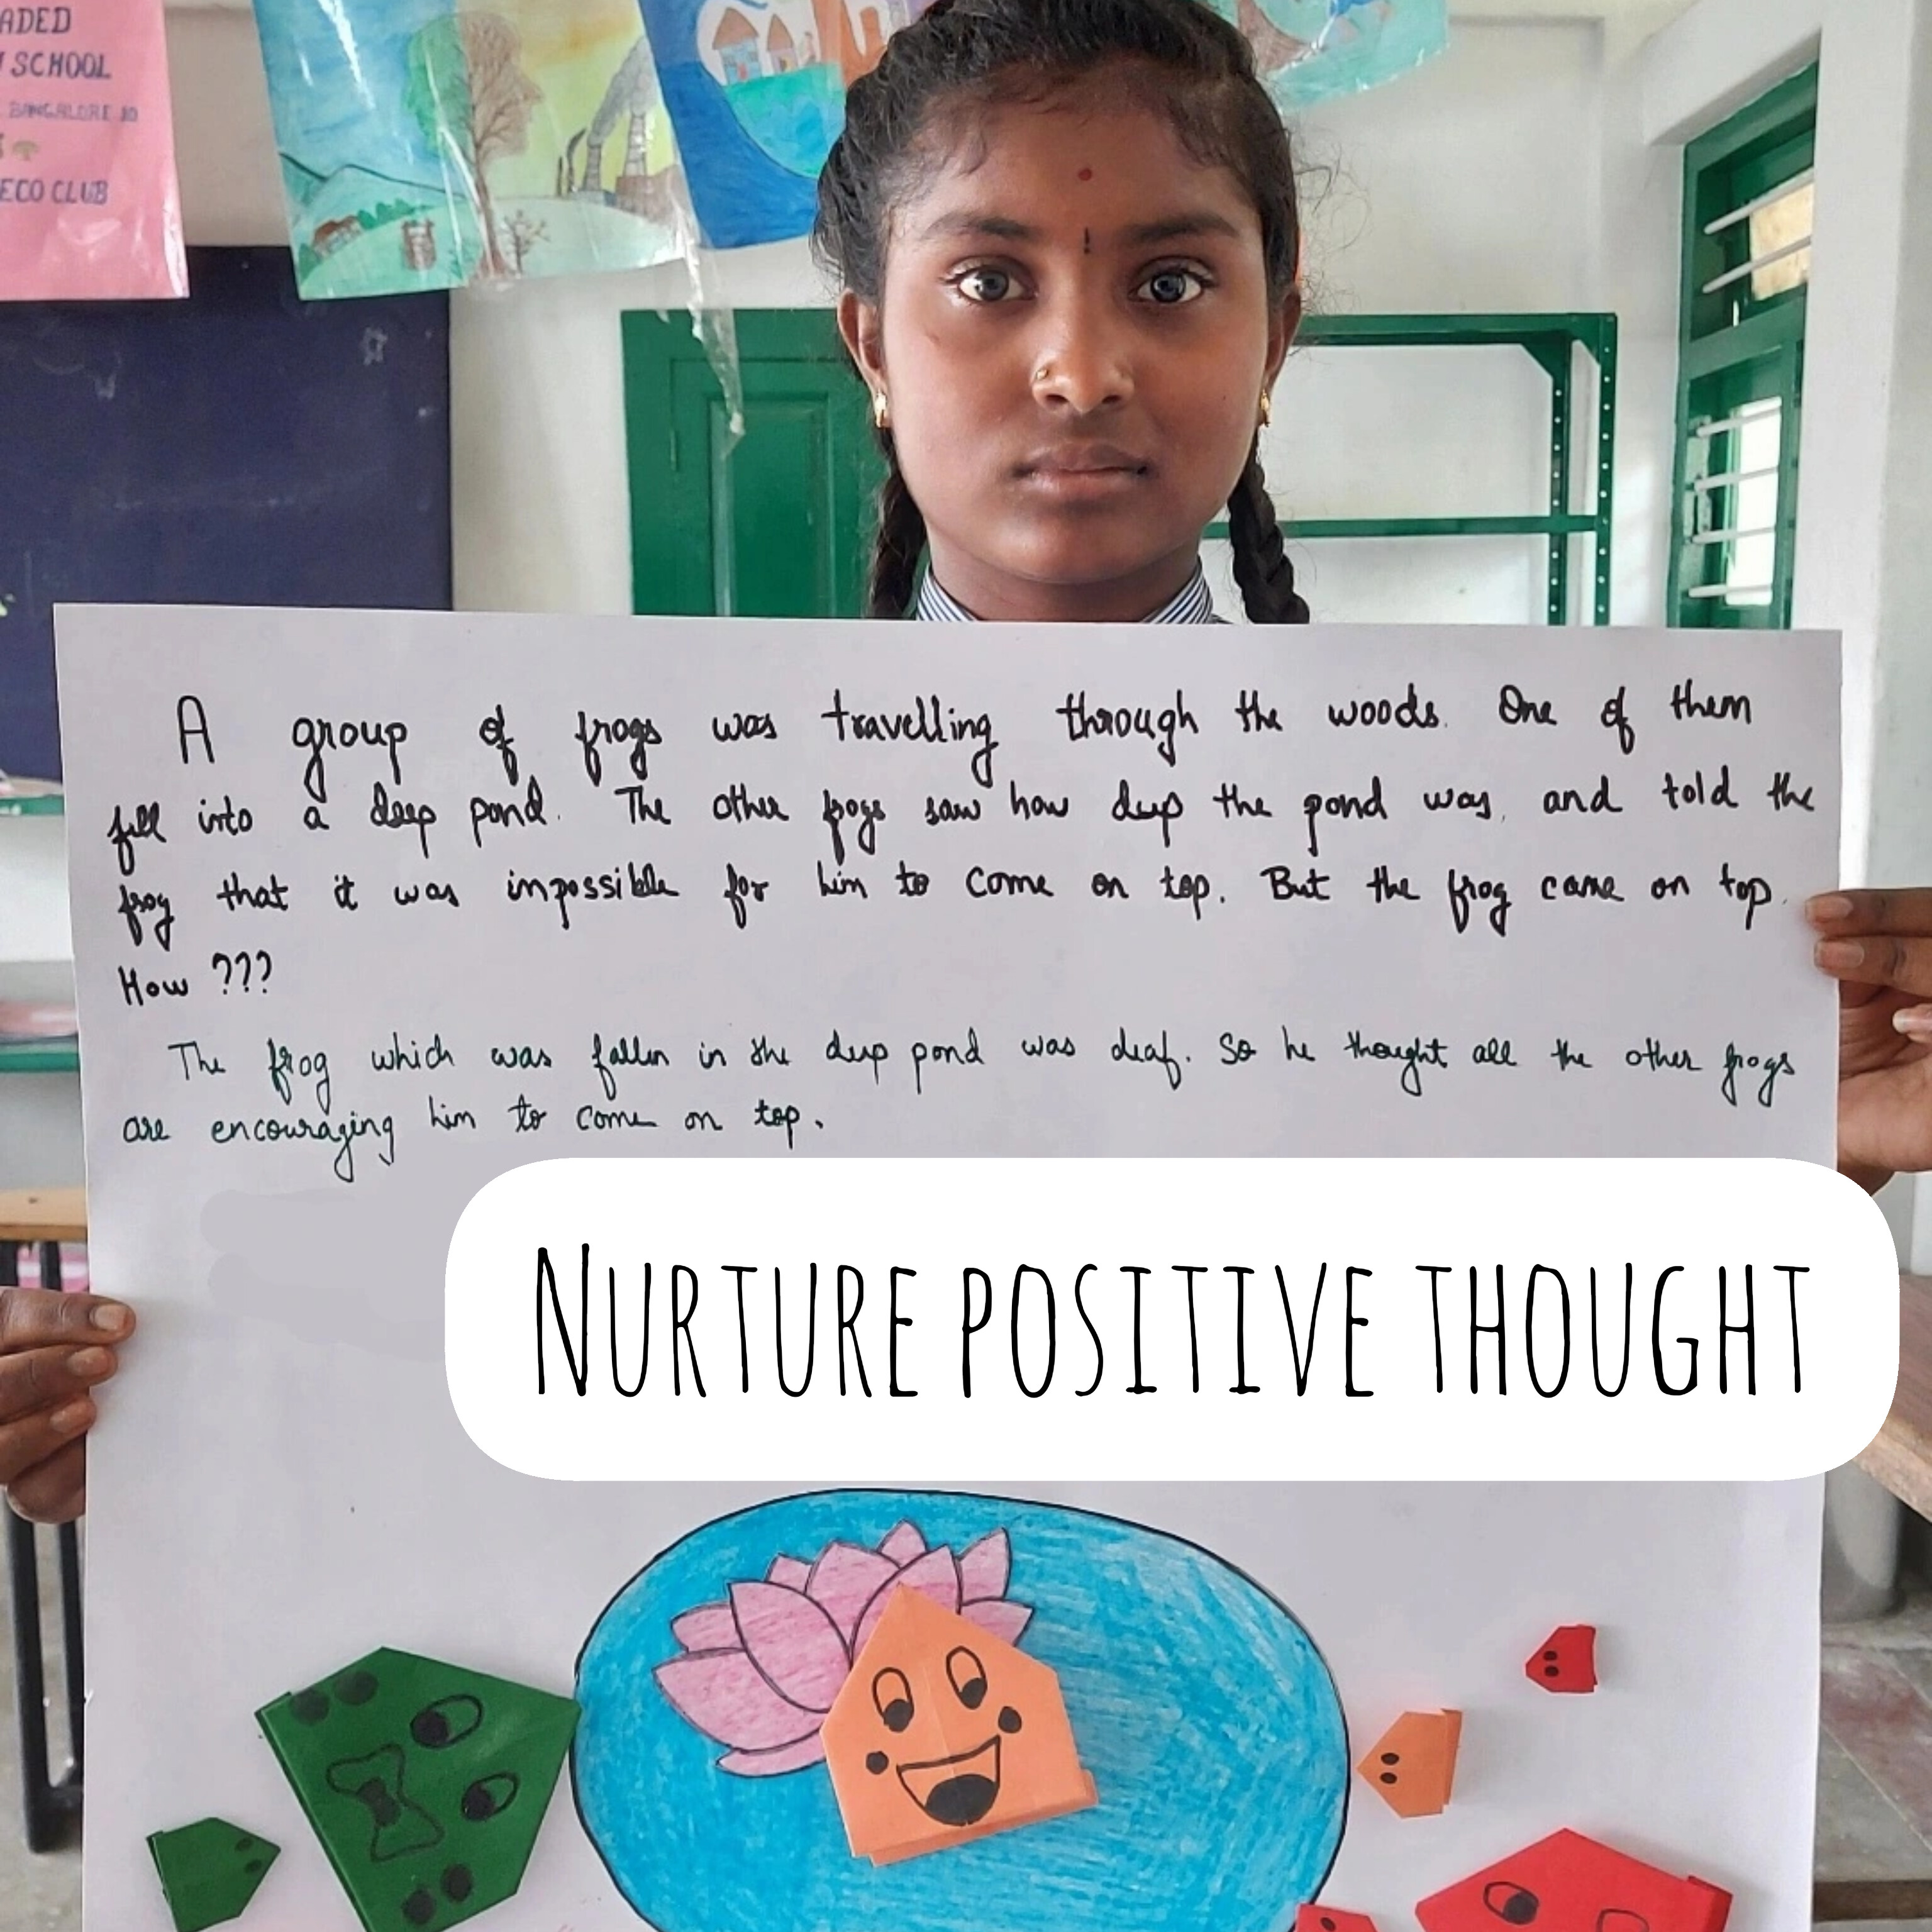 ADED
SCHOOL
BANGALORE 10
ECO CLUB
A group of frogs was travelling through the woods. One of them
fell into a deep pond. The other frogs saw how deep the pond was, and told the
frog that it was impossible for him to come on top. But the frog came on top.
How ???
The frog which was fallen in the deep pond was deaf. So he thought all the other frogs
are encouraging him to come on top.
NURTURE POSITIVE THOUGHT